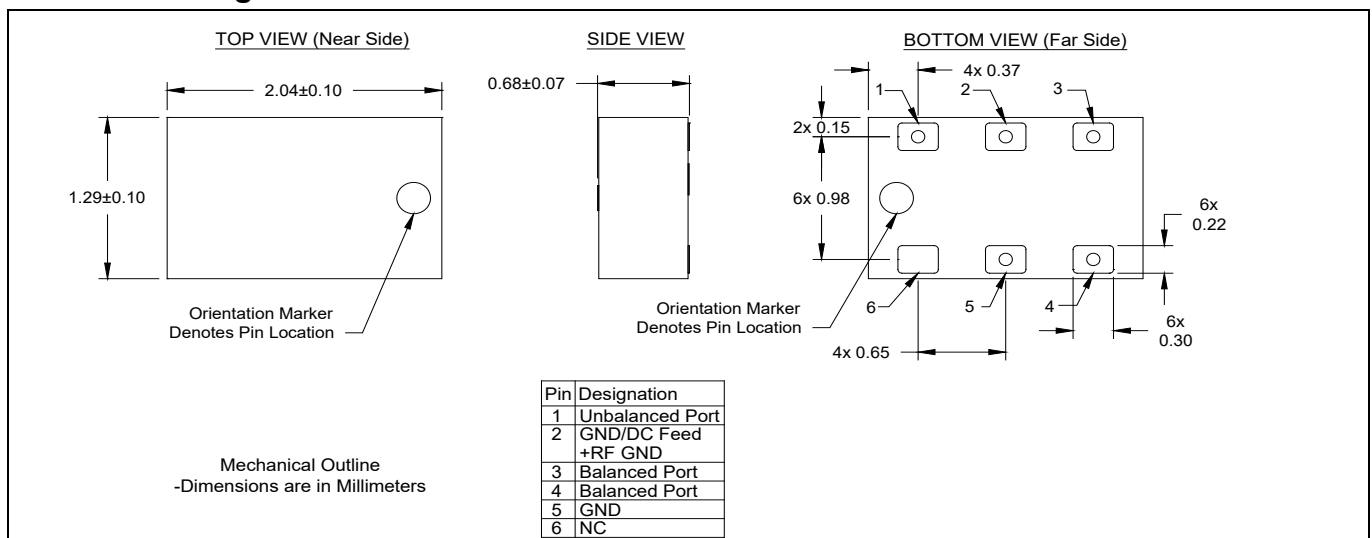 TOP VIEW (Near Side)
SIDE VIEW
BOTTOM VIEW (Far Side)
2.04±0.10
0.68±0.07
4x 0.37
1
2
3
2x 0.15
1.29±0.10
6x 0.98
6x
0.22
Orientation Marker
Denotes Pin Location
Orientation Marker
Denotes Pin Location
6
5
4
6x
0.30
4x 0.65
Pin Designation
1 Unbalanced Port
2 GND/DC Feed
+RF GND
3 Balanced Port
4 Balanced Port
5 GND
6 NC
Mechanical Outline
-Dimensions are in Millimeters